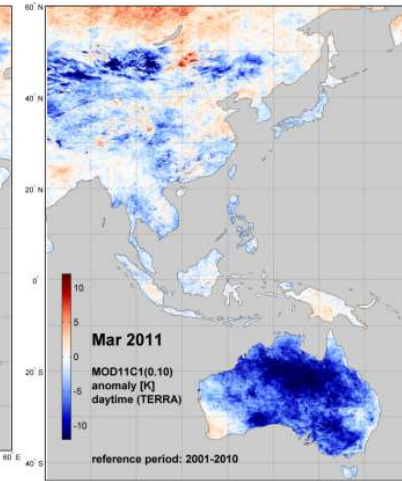 60° N
40° N
20° N
0°
20° S
40° S
60° E
10
5
0
-5
-10
Mar 2011
MOD11C1(0.10)
anomaly [K]
daytime (TERRA)
reference period: 2001-2010